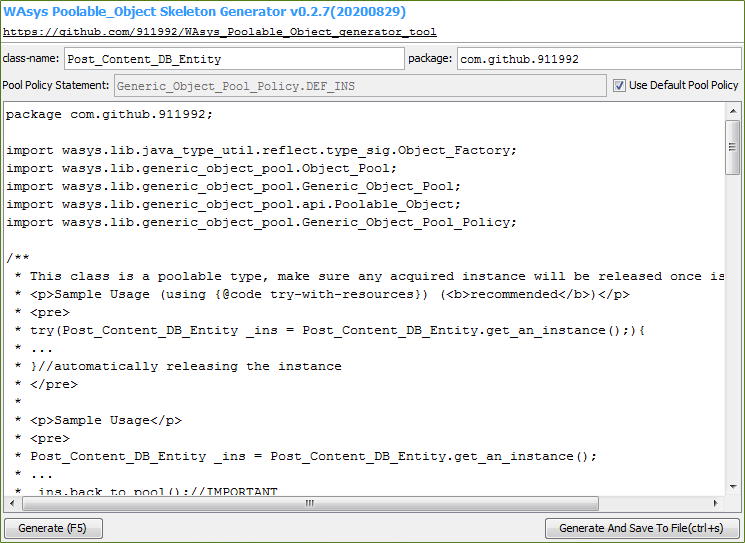 WAsys Poolable_Object Skeleton Generator v0.2.7(20200829)
https://github.com/911992/WAsys_Poolable_Object_generator_tool
class-name: Post_Content_DB_Entity package: com.github.911992
Pool Policy Statement: Generic_Object_Pool_Policy.DEF_INS Use Default Pool Policy
package com.github.911992;
import wasys.lib.java_type_util.reflect.type_sig.Object_Factory;
import wasys.lib.generic_object_pool.Object_Pool;
import wasys.lib.generic_object_pool.Generic_Object_Pool;
import wasys.lib.generic_object_pool.api.Poolable_Object;
import wasys.lib.generic_object_pool.Generic_Object_Pool_Policy;
/**
* This class is a poolable type, make sure any acquired instance will be released once is
* <p>Sample Usage (using {@code try-with-resources}) (<b>recommended</b>)</p>
* <pre>
* try(Post_Content_DB_Entity _ins = Post_Content_DB_Entity.get_an_instance();){
* ...
* }//automatically releasing the instance
* </pre>
*
* <p>Sample Usage</p>
* <pre>
* Post_Content_DB_Entity _ins = Post_Content_DB_Entity.get_an_instance();
* ...
* _ins.back_to_pool();//IMPORTANT
Generate (F5) Generate And Save To File(ctrl+s)